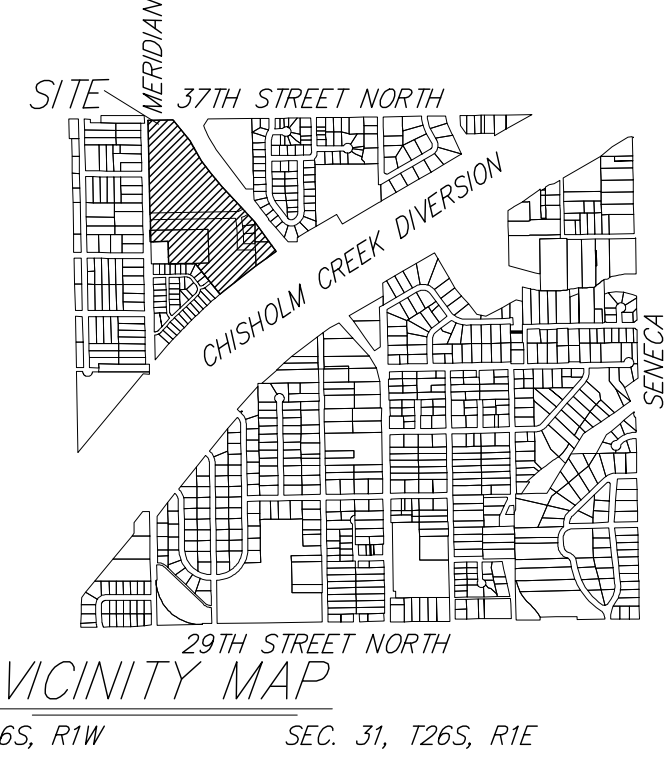 MERIDIAN
SITE
37TH STREET NORTH
CHISHOLM CREEK DIVERSION
SENECA
29TH STREET NORTH
VICINITY MAP
6S, R1W
SEC. 31, T26S, R1E